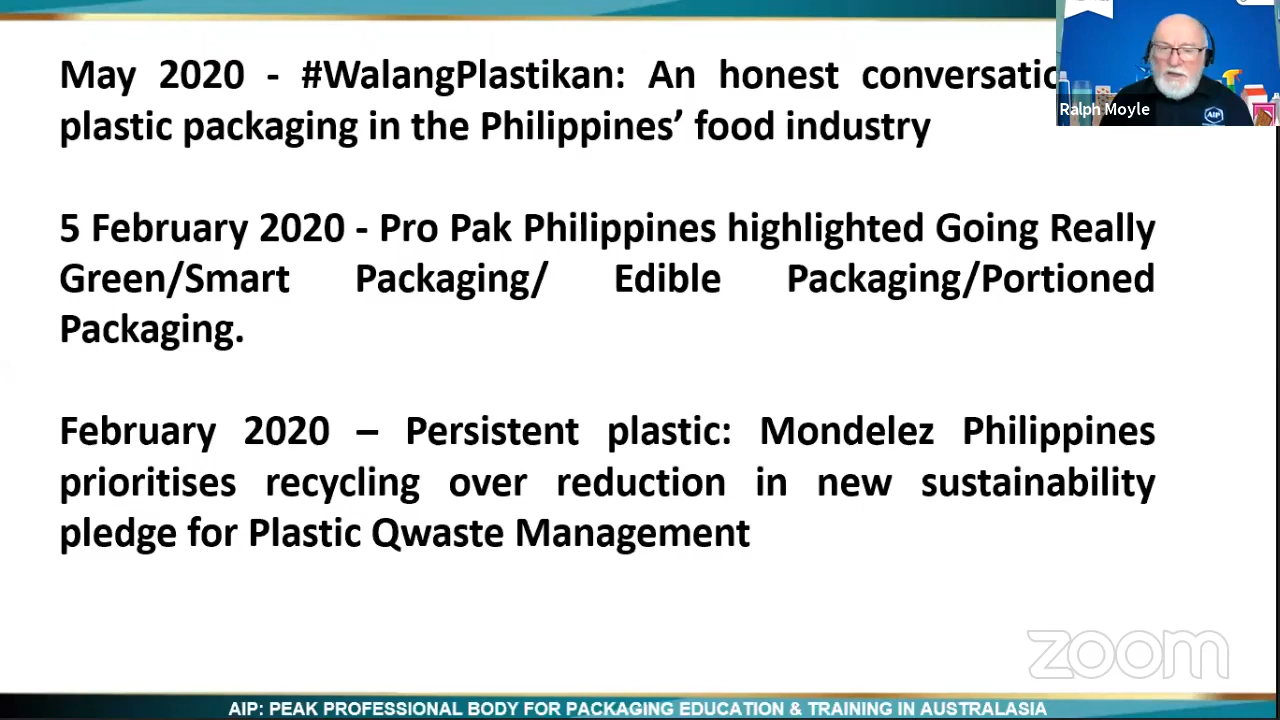 May 2020 - #WalangPlastikan: An honest
plastic packaging in the Philippines’ food industry
5 February 2020 - Pro Pak Philippines highlighted Going Really
Green/Smart Packaging/ Edible Packaging/Portioned
Packaging.
February 2020 – Persistent plastic: Mondelez Philippines
prioritises recycling over reduction in new sustainability
pledge for Plastic Qwaste Management
Ralph Moyle
AIP
zoom
AIP: PEAK PROFESSIONAL BODY FOR PACKAGING EDUCATION & TRAINING IN AUSTRALASIA